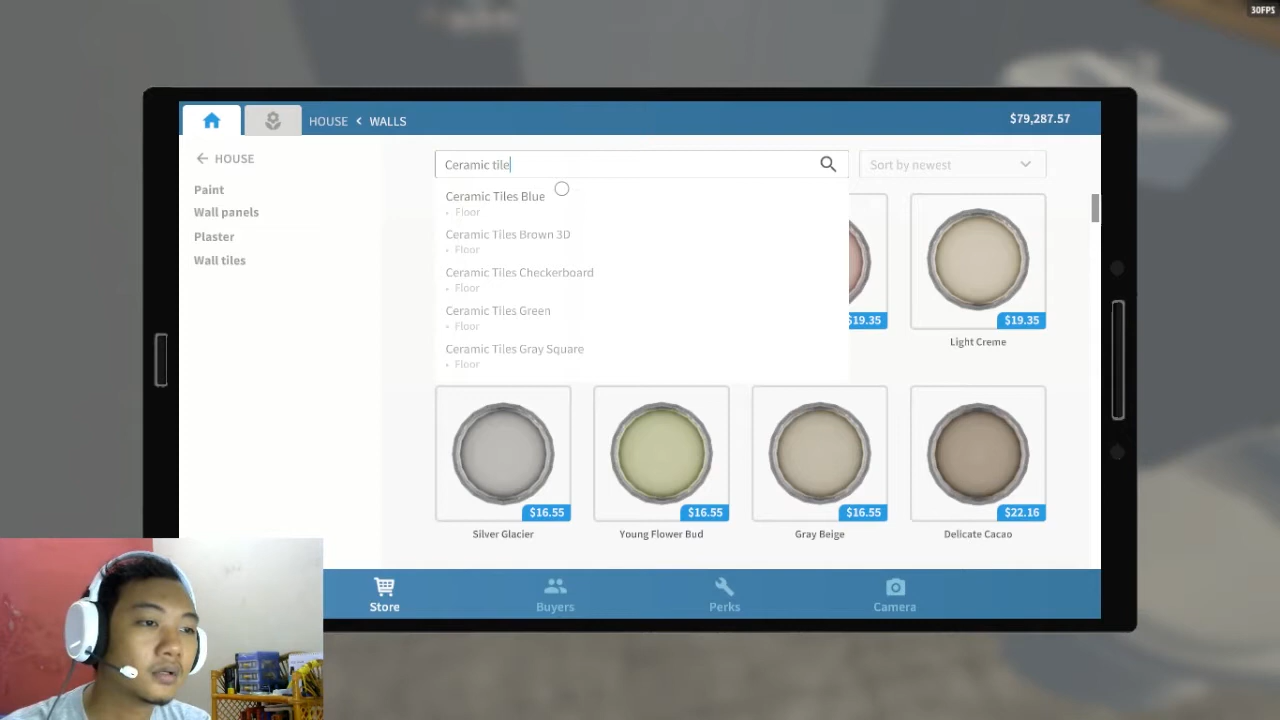 30FPS
HOUSE < WALLS
$79,287.57
← HOUSE
Paint
Wall panels
Plaster
Wall tiles
Ceramic tile
Sort by newest
Ceramic Tiles Blue
• Floor
Ceramic Tiles Brown 3D
• Floor
Ceramic Tiles Checkerboard
• Floor
Ceramic Tiles Green
• Floor
Ceramic Tiles Gray Square
• Floor
$19.35
$19.35
Light Creme
$16.55
$16.55
$16.55
$22.16
Silver Glacier
Young Flower Bud
Gray Beige
Delicate Cacao
Store
Buyers
Perks
Camera